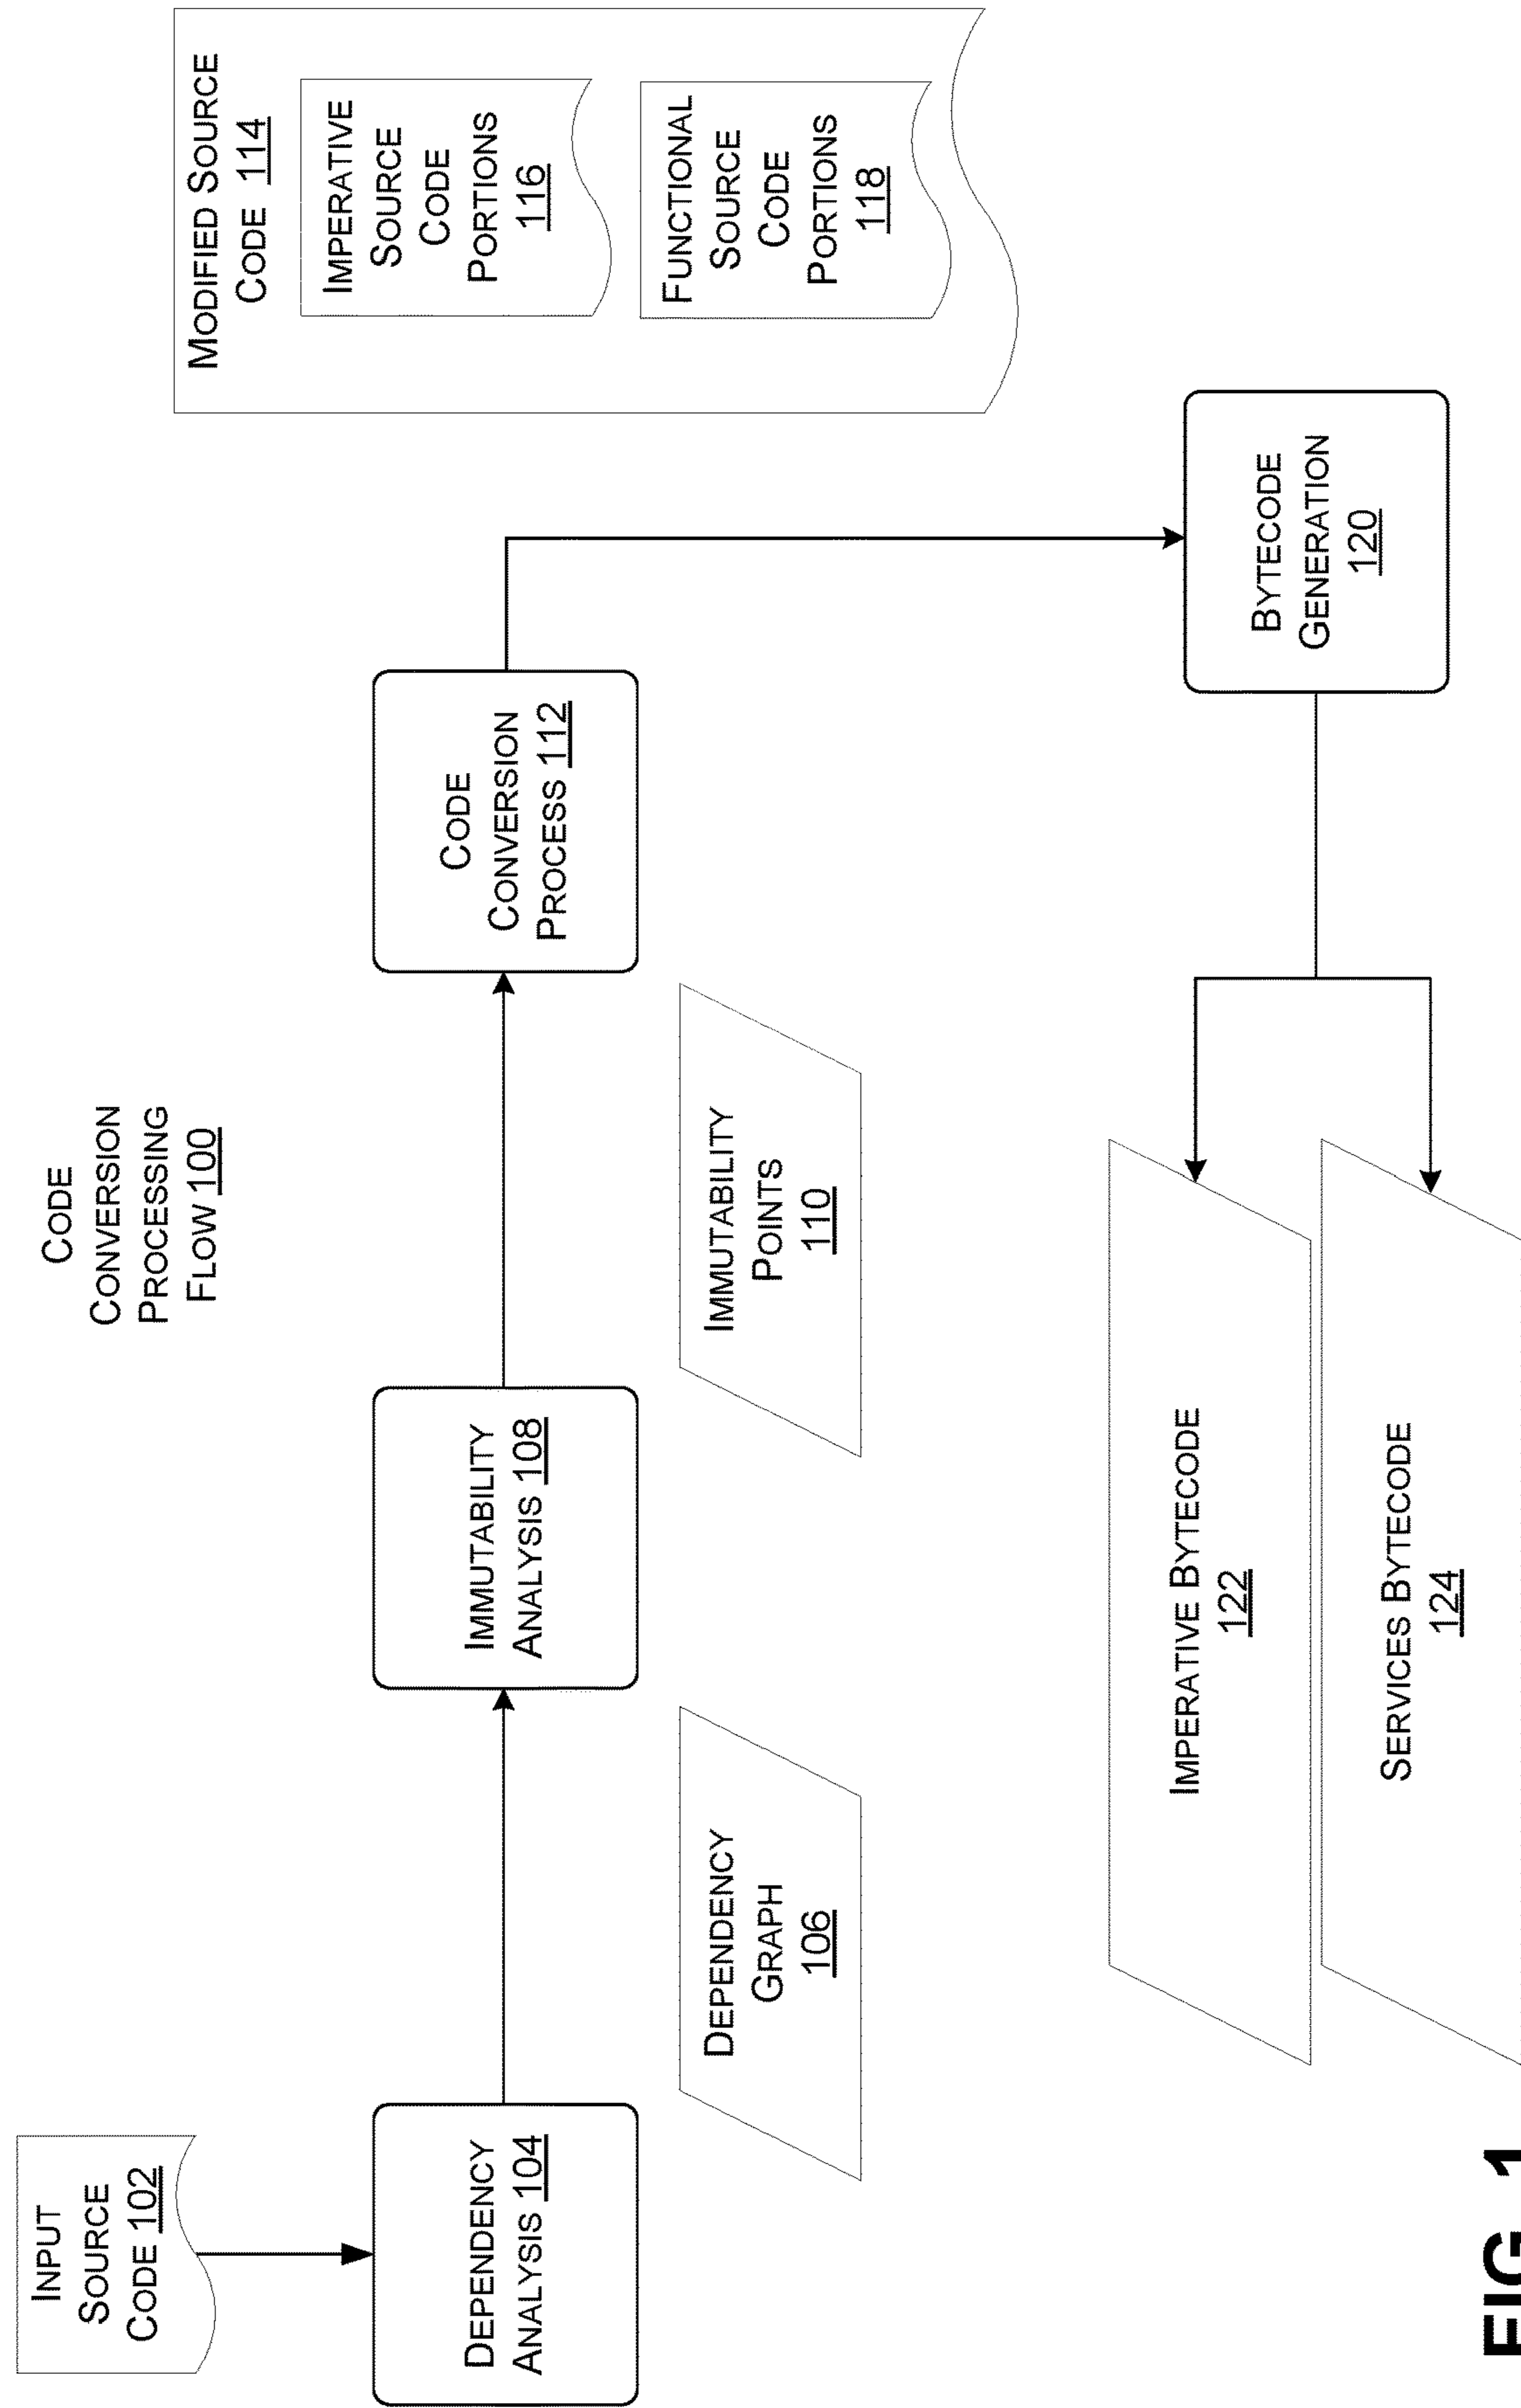 CODE
CONVERSION
PROCESSING
FLOW 100
INPUT
SOURCE
CODE 102
DEPENDENCY
ANALYSIS 104
DEPENDENCY
GRAPH
106
IMMUTABILITY
ANALYSIS 108
IMMUTABILITY
POINTS
110
CODE
CONVERSION
PROCESS 112
MODIFIED SOURCE
CODE 114
IMPERATIVE
SOURCE
CODE
PORTIONS
116
FUNCTIONAL
SOURCE
CODE
PORTIONS
118
BYTECODE
GENERATION
120
IMPERATIVE BYTECODE
122
SERVICES BYTECODE
124
FIG. 1